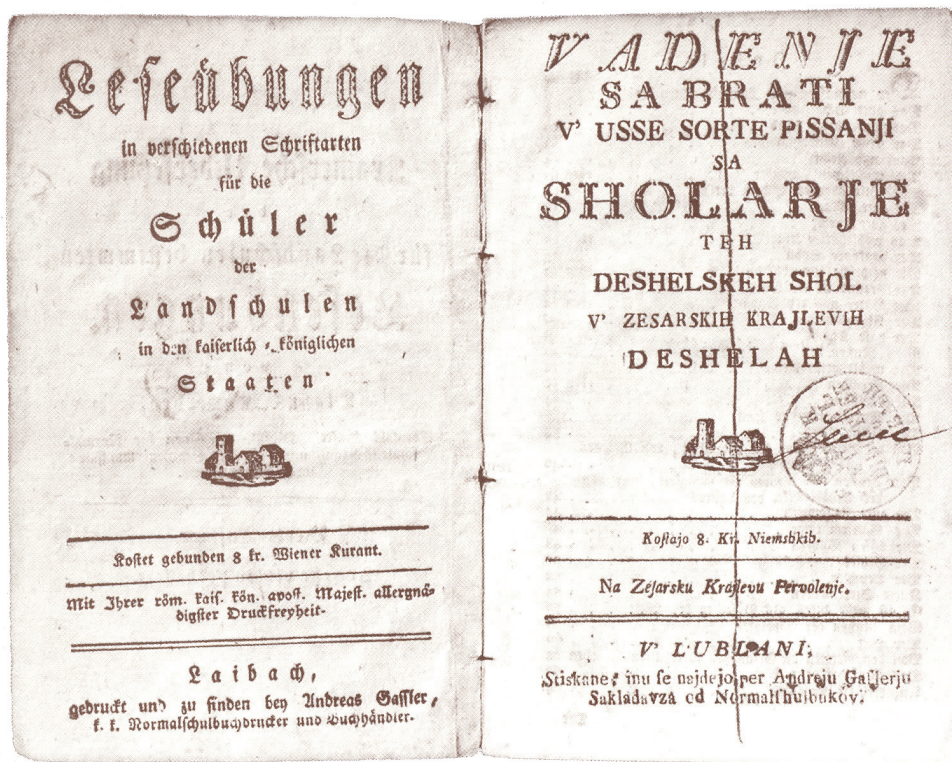 Leſeübungen
in verſchiedenen Schriftarten
für die
Schüler
der
Landſchulen
in den kaiſerlich-königlichen
Staaten
Koſtet gebunden 8 kr. Wiener Kurant.
Mit Ihrer röm. kaiſ. kön. apoſt. Majeſt. allergnä-
digſter Druckfreyheit.
Laibach,
gedruckt und zu finden bey Andreas Gaſſler,
k. k. Normalſchulbuchdrucker und Buchhändler.
VADENJE
SA BRATI
V' USSE SORTE PISSANJI
SA
SHOLARJE
TEH
DESHELSKEH SHOL
V' ZESARSKIH KRAJLEVIH
DESHELAH
Koſtajo 8. Kr. Niemshkib.
Na Zeſarsku Krajlevu Pervolenje.
V' LUBLANI,
Stiskane, inu ſe najdejo per Andreju Gaſſlerju
Sakladavza od Normalſhulbukov.